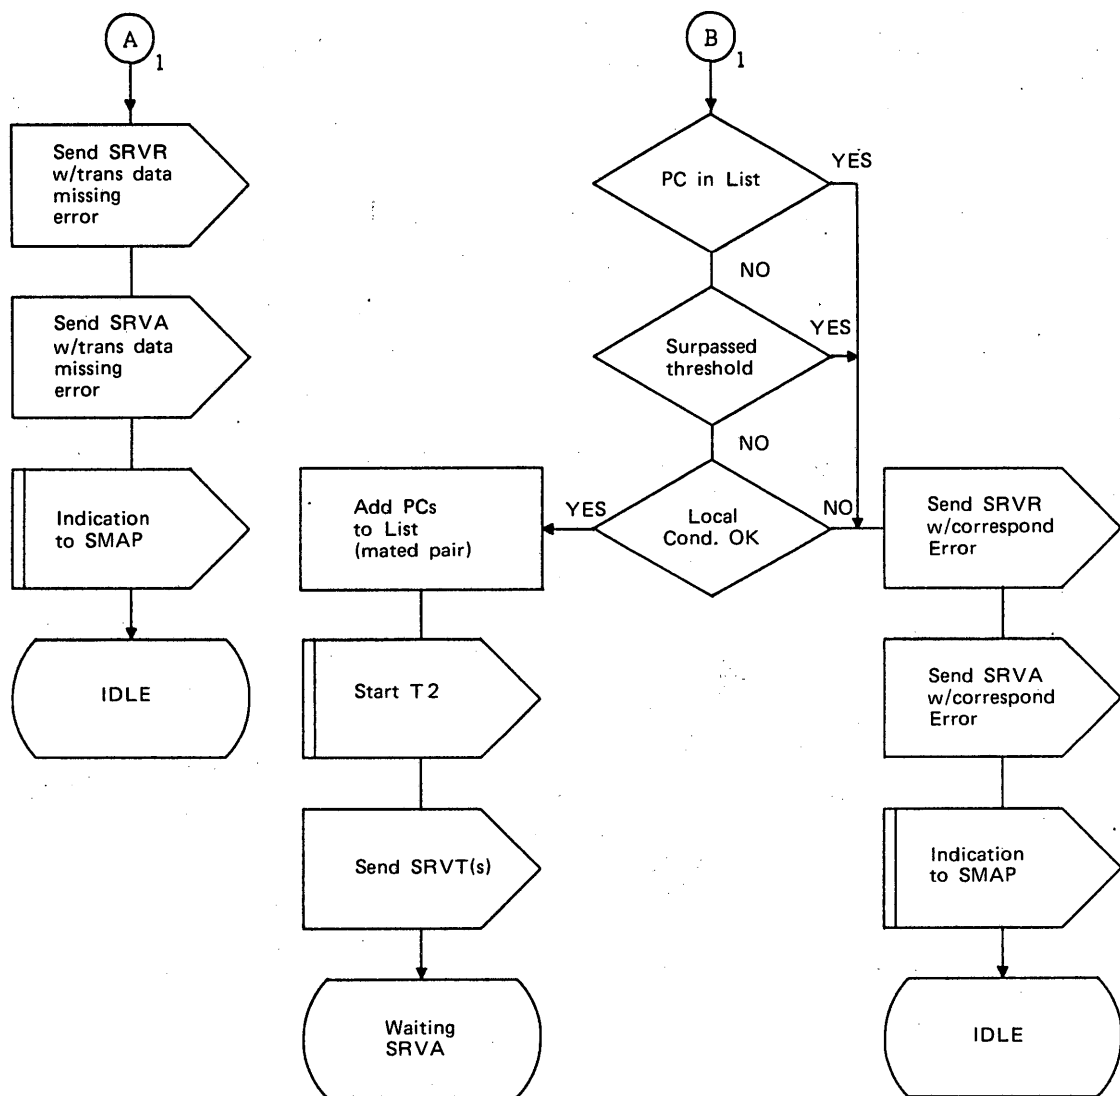 A
1
Send SRVR
w/trans data
missing
error
Send SRVA
w/trans data
missing
error
Indication
to SMAP
IDLE
B
1
PC in List
YES
NO
Surpassed
threshold
YES
NO
Local
Cond. OK
YES
NO
Add PCs
to List
(mated pair)
Start T2
Send SRVT(s)
Waiting
SRVA
Send SRVR
w/correspond
Error
Send SRVA
w/correspond
Error
Indication
to SMAP
IDLE